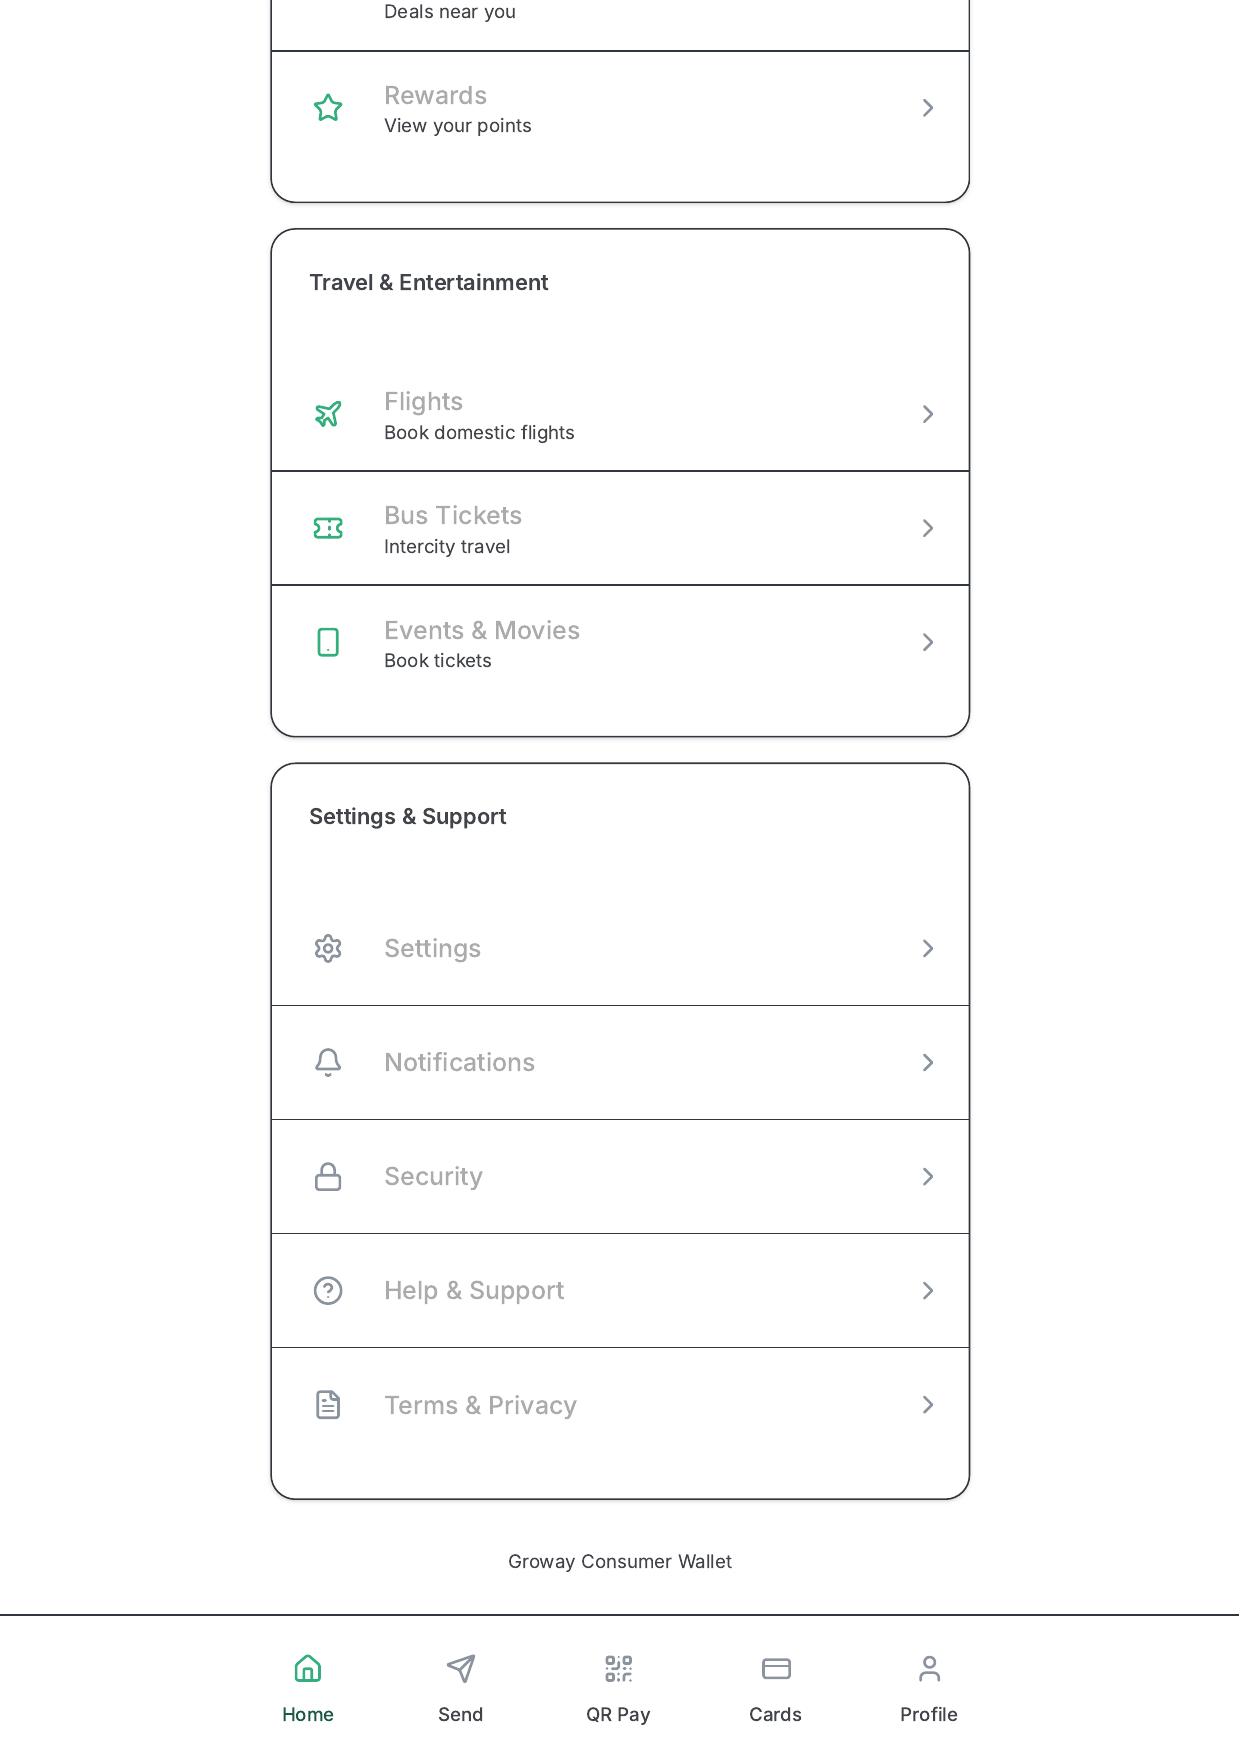 Deals near you
Rewards
View your points
Travel & Entertainment
Flights
Book domestic flights
Bus Tickets
Intercity travel
Events & Movies
Book tickets
Settings & Support
Settings
Notifications
Security
Help & Support
Terms & Privacy
Groway Consumer Wallet
Home Send QR Pay Cards Profile